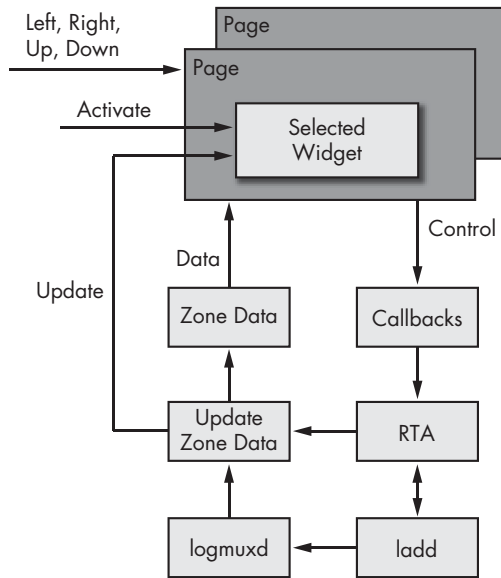 Left, Right,
Up, Down
Page
Page
Activate
Selected
Widget
Control
Data
Update
Zone Data
Callbacks
Update
Zone Data
RTA
logmuxd
ladd